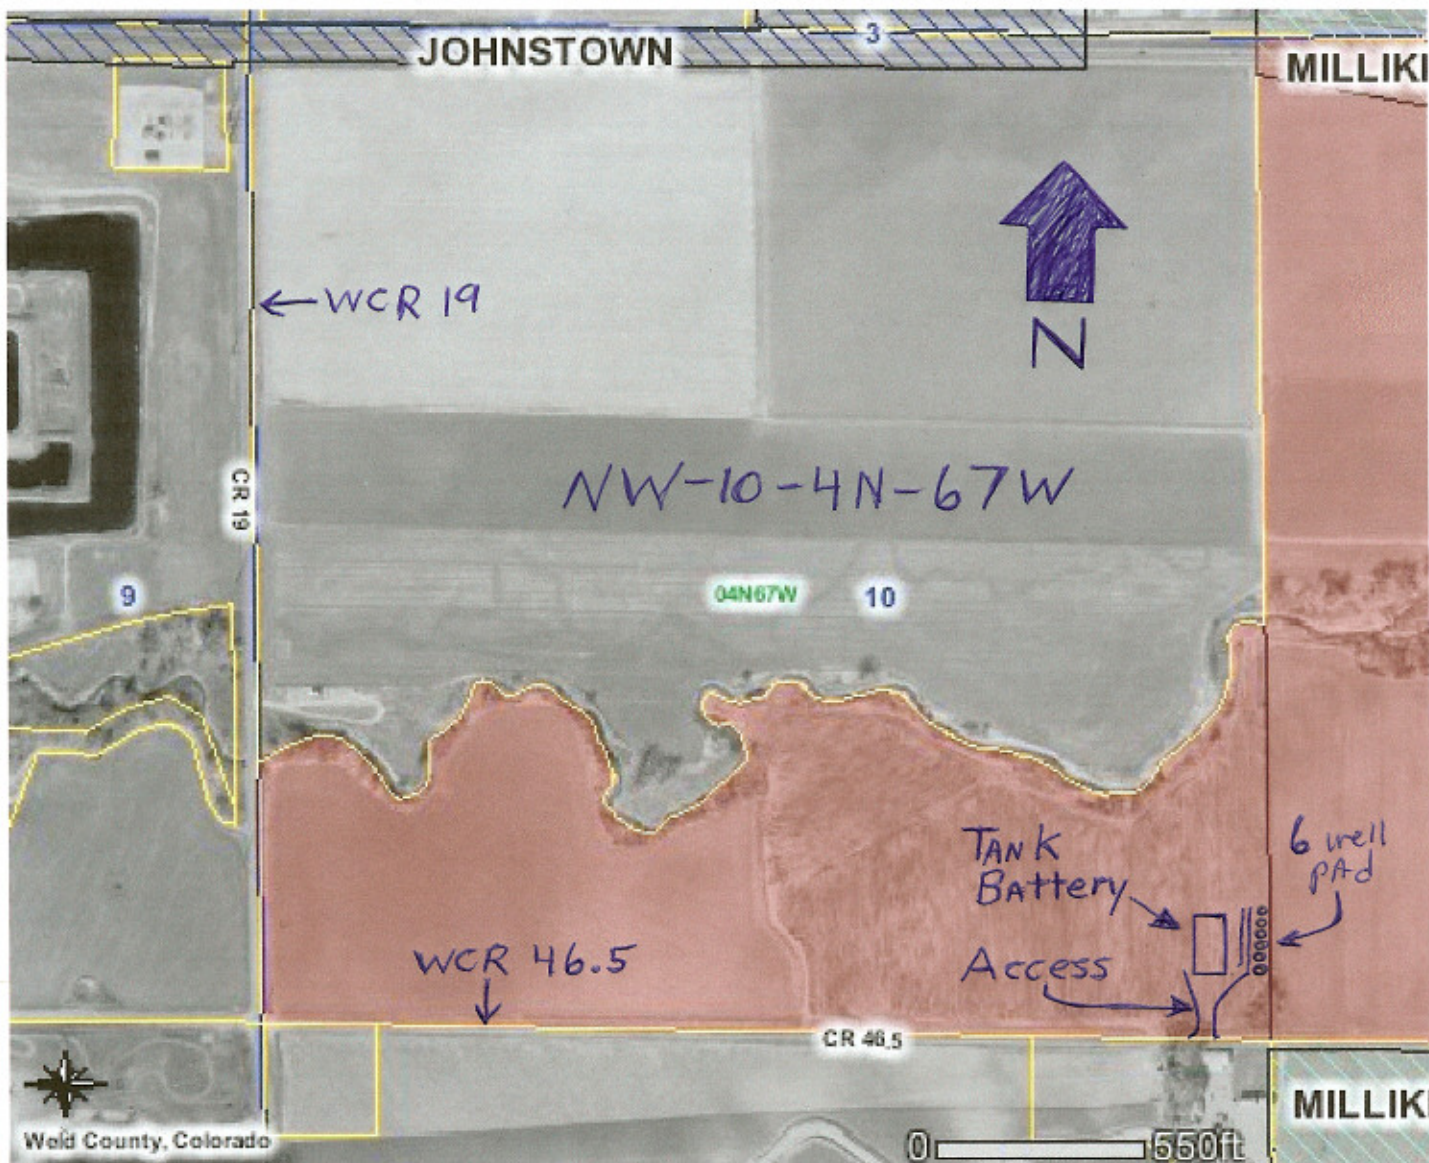 3
JOHNSTOWN
MILLIKI
N
WCR 19
CR 19
NW-10-4N-67W
9
04N67W
10
TANK
BATTERY
6 well
PAd
WCR 46.5
Access
CR 46.5
MILLIKI
Weld County, Colorado
0
550ft